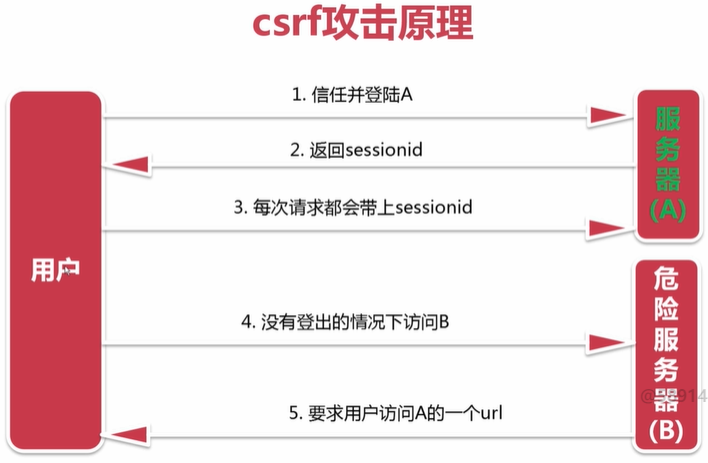 csrf攻击原理
1. 信任并登陆A
2. 返回sessionid
3. 每次请求都会带上sessionid
4. 没有登出的情况下访问B
5. 要求用户访问A的一个url
用户
服务器(A)
危险服务器(B)